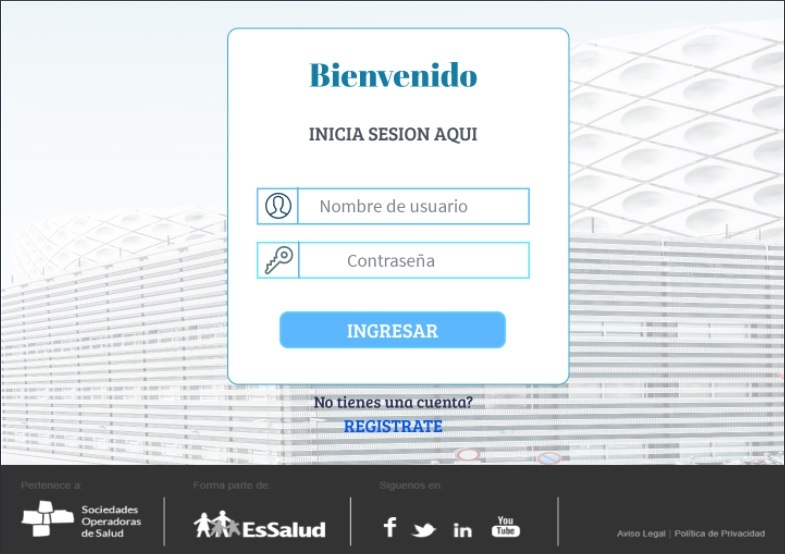 Bienvenido
INICIA SESION AQUI
Nombre de usuario
Contraseña
INGRESAR
No tienes una cuenta?
REGISTRATE
Pertenece a:
Forma parte de:
Siguenos en:
Sociedades
Operadoras
de Salud
EsSalud
f
in
You
Tube
Aviso Legal | Política de Privacidad